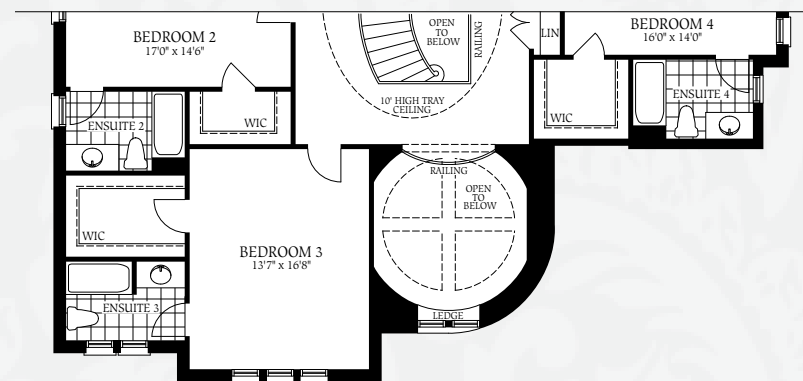 BEDROOM 2
17'0" x 14'6"
OPEN
TO
BELOW
RAILING
LIN
BEDROOM 4
16'0" x 14'0"
10' HIGH TRAY
CEILING
ENSUITE 2
WIC
WIC
ENSUITE 4
RAILING
OPEN
TO
BELOW
WIC
BEDROOM 3
13'7" x 16'8"
ENSUITE 3
LEDGE